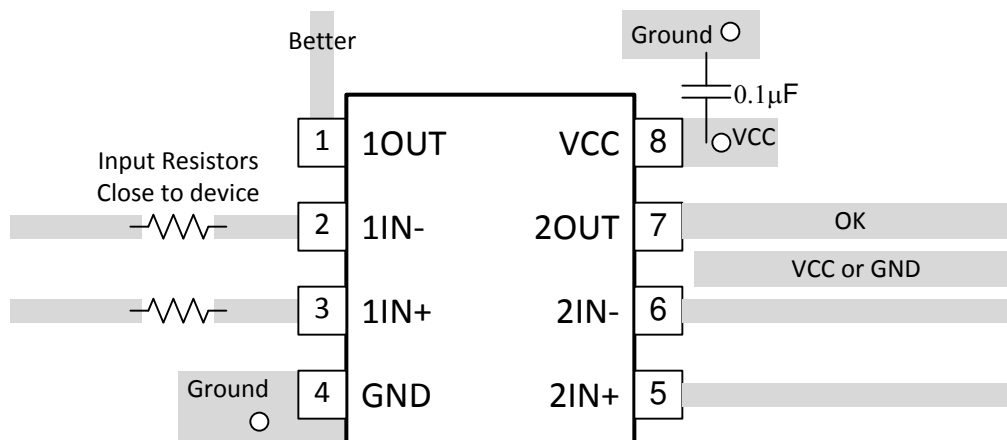 Better
Ground
0.1μF
1 1OUT VCC 8 VCC
Input Resistors
Close to device
2 1IN- 2OUT 7 OK
VCC or GND
3 1IN+ 2IN- 6
Ground
4 GND 2IN+ 5